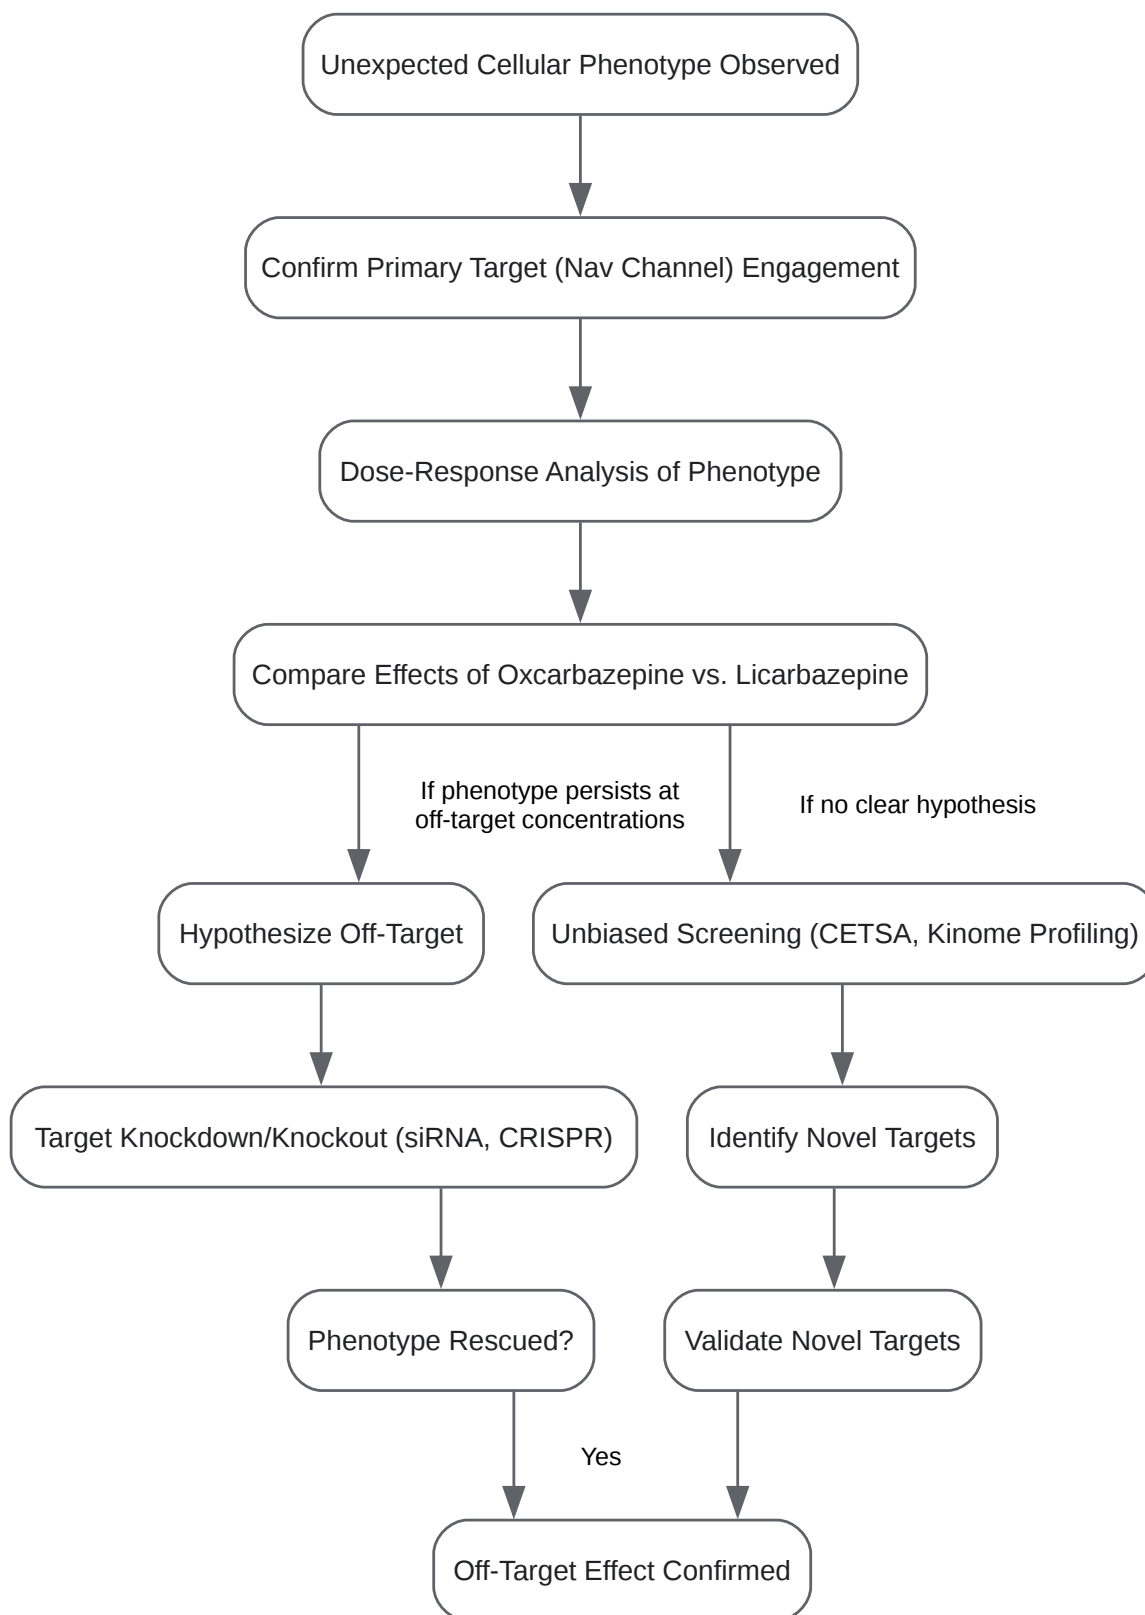 Unexpected Cellular Phenotype Observed
Confirm Primary Target (Nav Channel) Engagement
Dose-Response Analysis of Phenotype
Compare Effects of Oxcarbazepine vs. Licarbazepine
If phenotype persists at
off-target concentrations
If no clear hypothesis
Hypothesize Off-Target
Unbiased Screening (CETSA, Kinome Profiling)
Target Knockdown/Knockout (siRNA, CRISPR)
Identify Novel Targets
Phenotype Rescued?
Validate Novel Targets
Yes
Off-Target Effect Confirmed